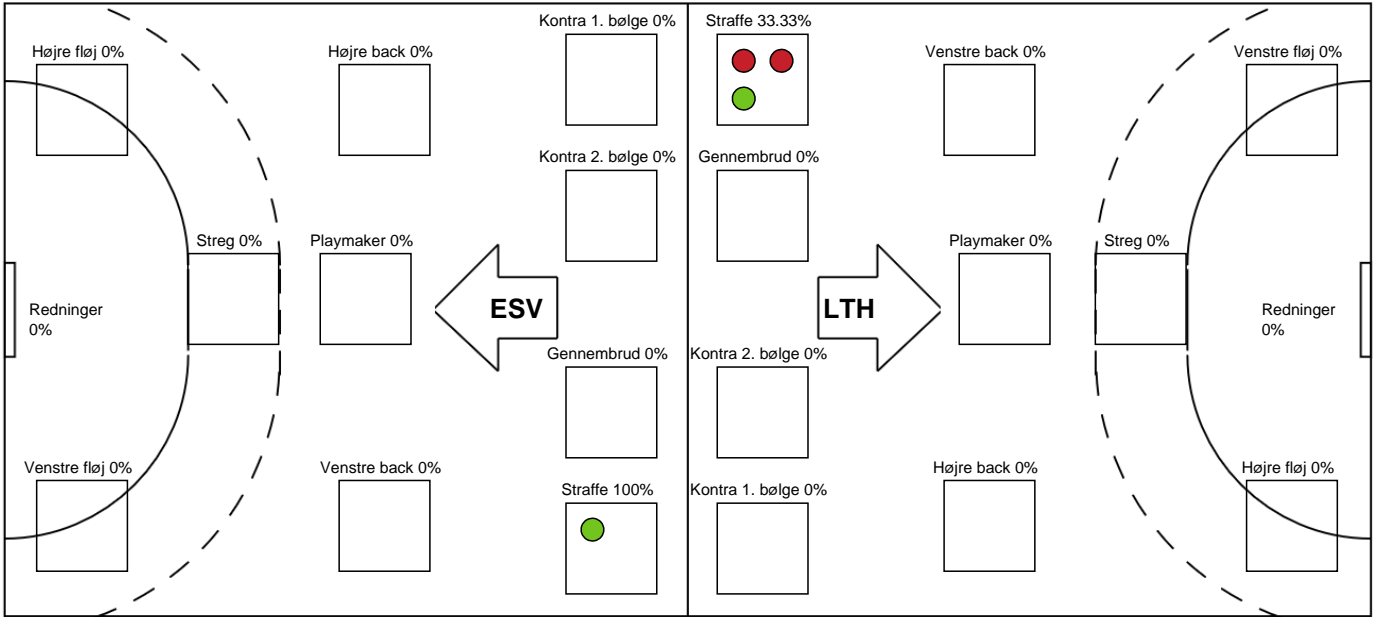 Kontra 1. bølge 0%
Straffe 33.33%
Højre fløj 0%
Højre back 0%
Venstre back 0%
Venstre fløj 0%
Kontra 2. bølge 0%
Gennembrud 0%
Streg 0%
Playmaker 0%
Playmaker 0%
Streg 0%
Redninger
0%
ESV
LTH
Redninger
0%
Gennembrud 0%
Kontra 2. bølge 0%
Venstre fløj 0%
Venstre back 0%
Højre back 0%
Højre fløj 0%
Straffe 100%
Kontra 1. bølge 0%